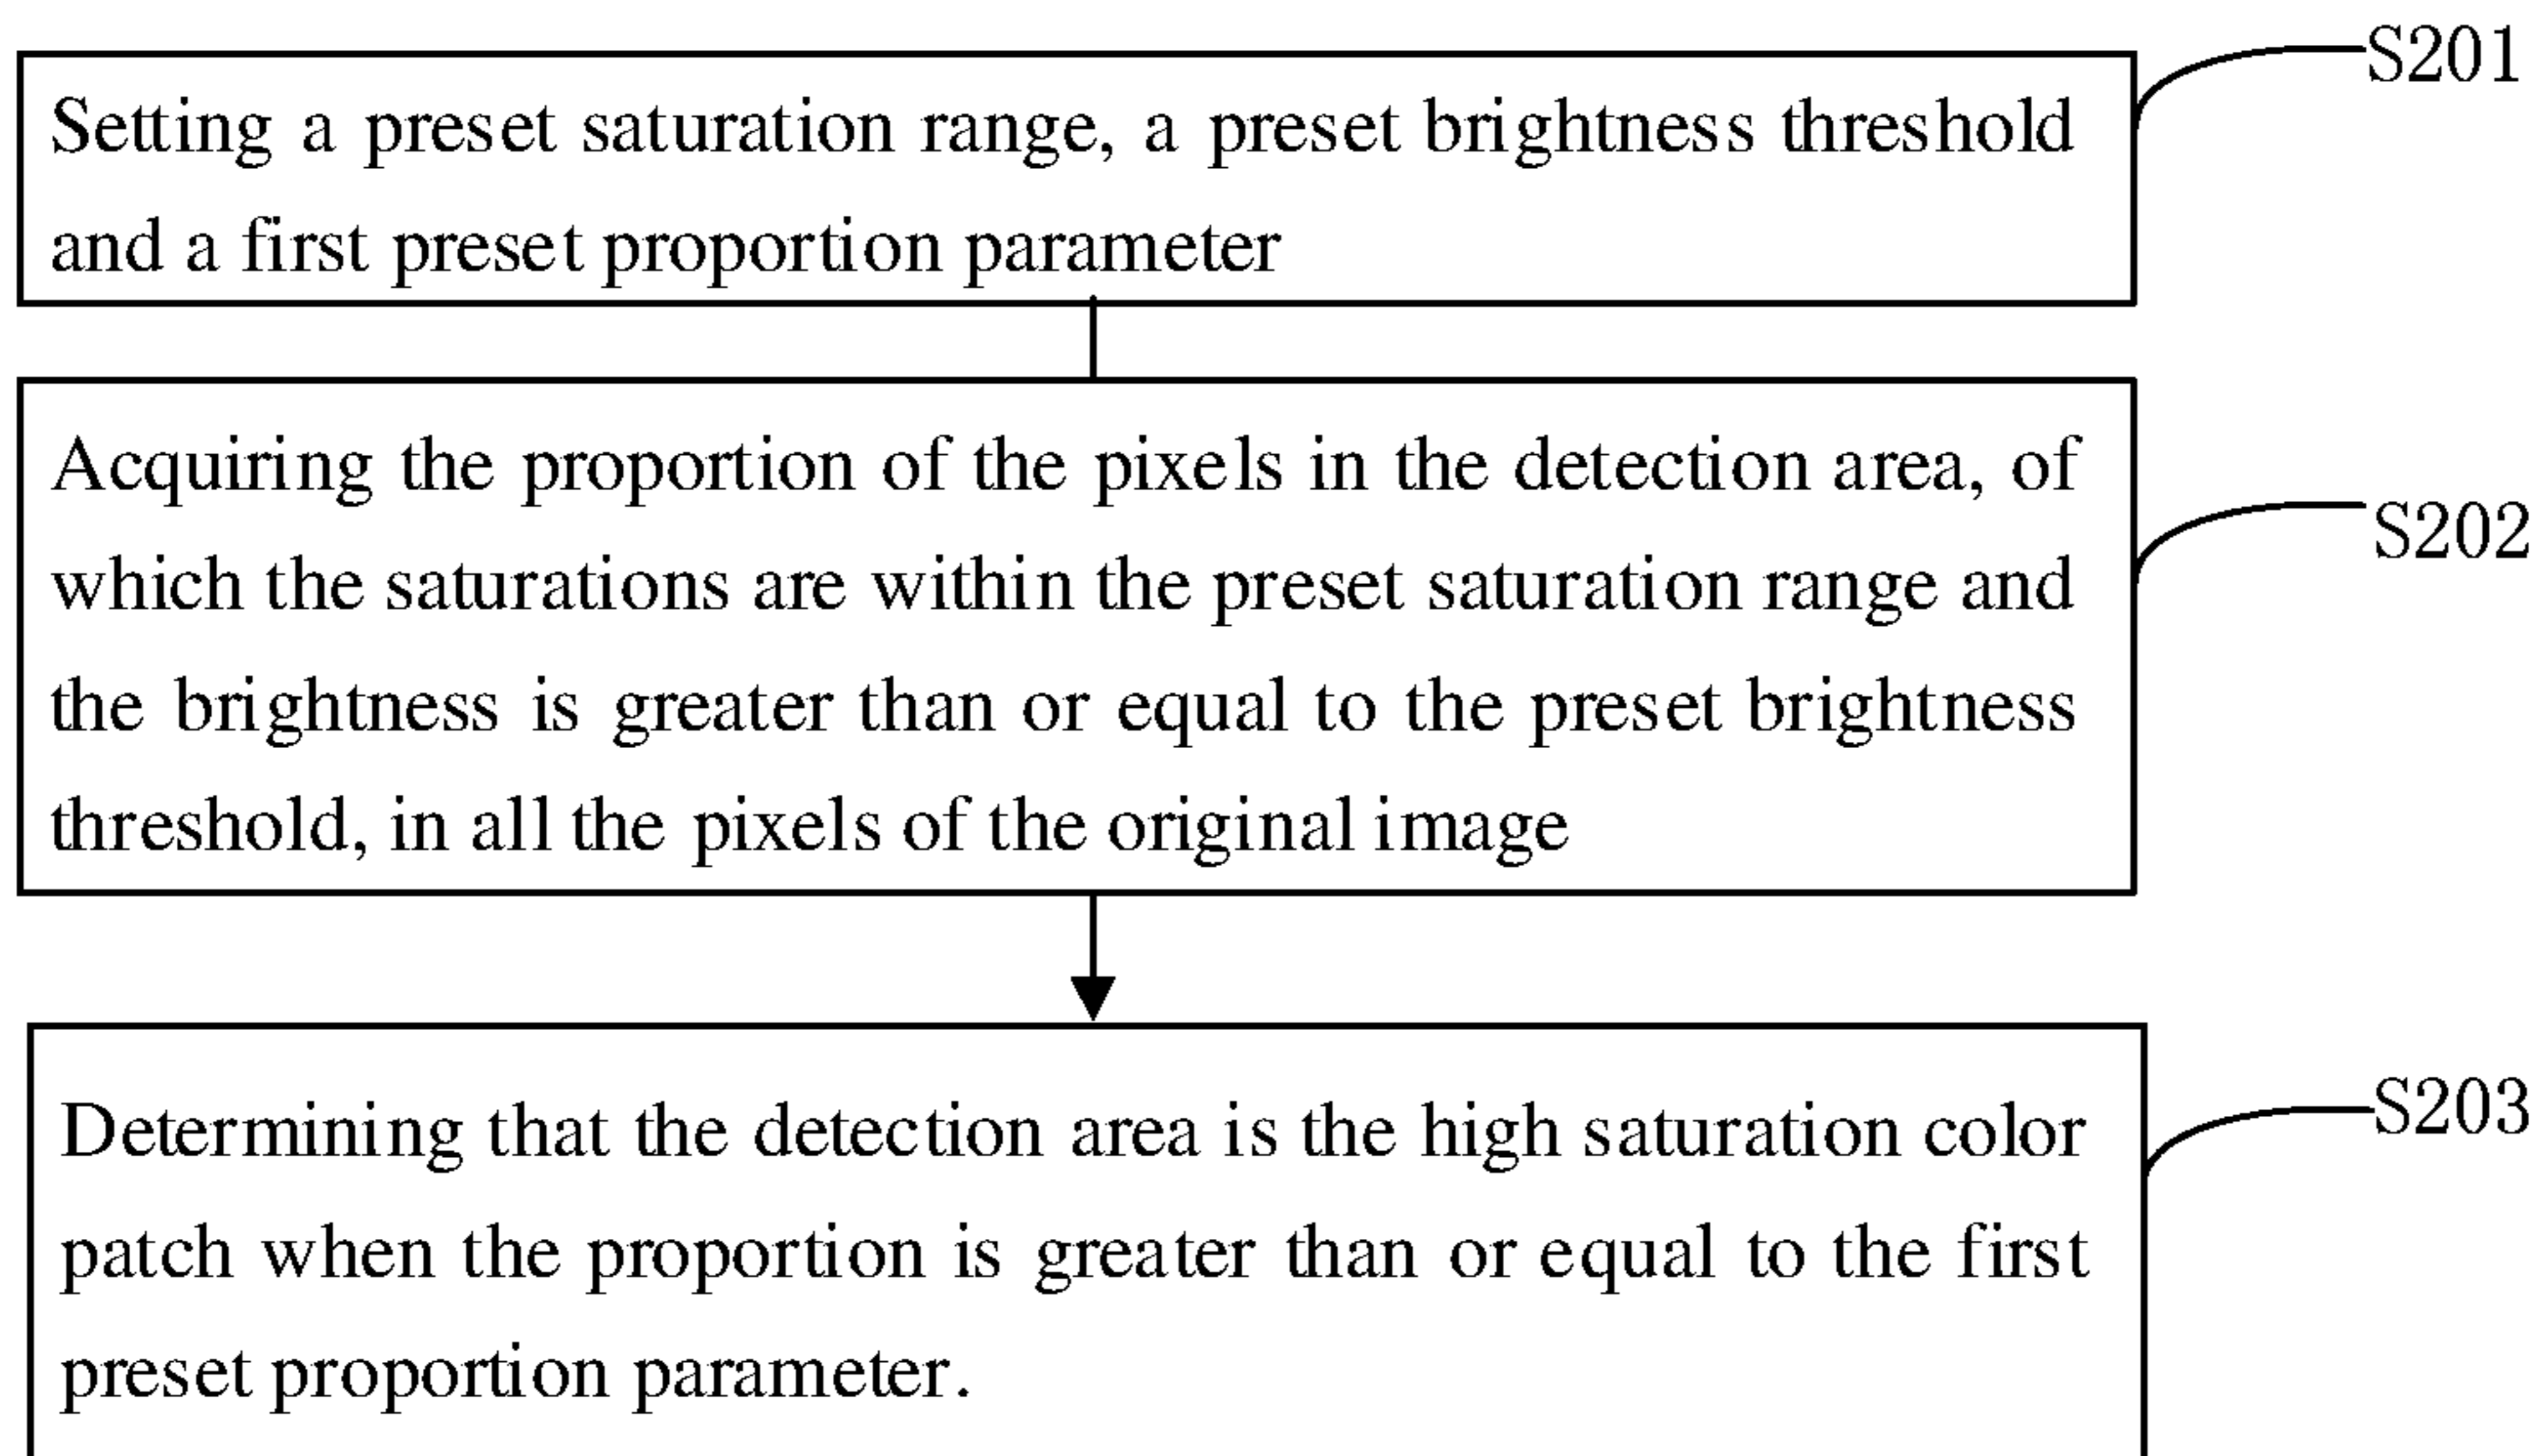 S201
Setting a preset saturation range, a preset brightness threshold
and a first preset proportion parameter
Acquiring the proportion of the pixels in the detection area, of
which the saturations are within the preset saturation range and
the brightness is greater than or equal to the preset brightness
threshold, in all the pixels of the original image
S202
Determining that the detection area is the high saturation color
patch when the proportion is greater than or equal to the first
preset proportion parameter.
S203